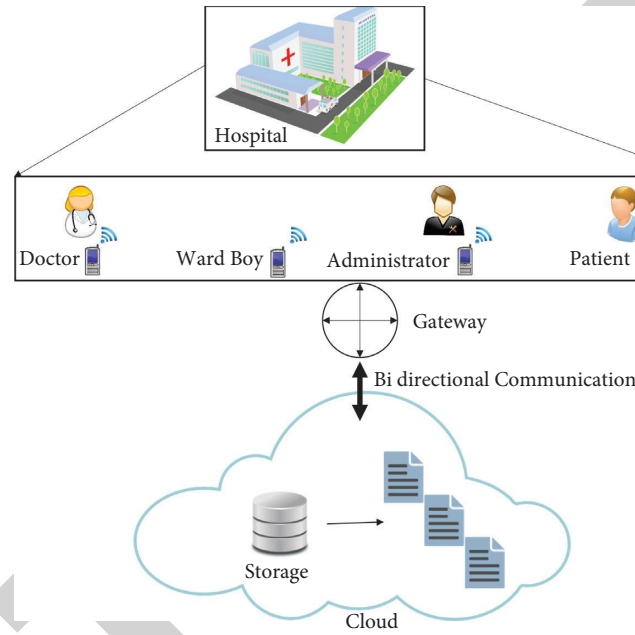 Hospital
Doctor
Ward Boy
Administrator
Patient
Gateway
Bi directional Communication
Storage
Cloud